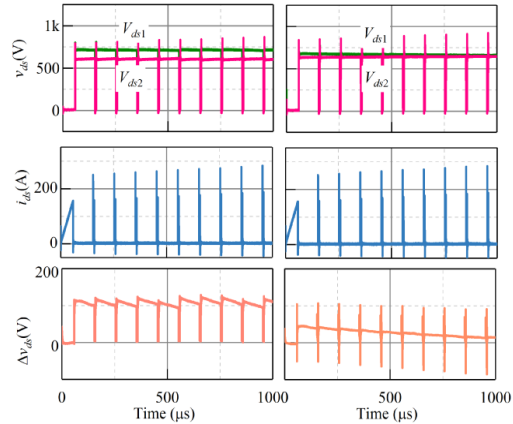 1k
500
0
v_ds(V)
V_ds1
V_ds2
V_ds1
V_ds2
200
0
i_ds(A)
200
0
Δv_ds(V)
0 500 1000 0 500 1000
Time (μs) Time (μs)